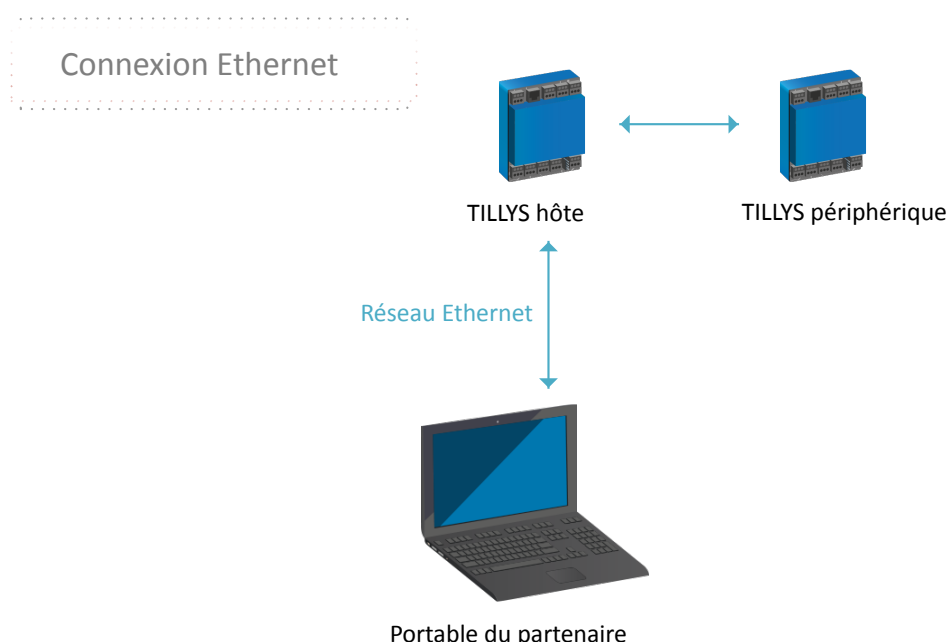 Connexion Ethernet
TILLYS hôte
TILLYS périphérique
Réseau Ethernet
Portable du partenaire